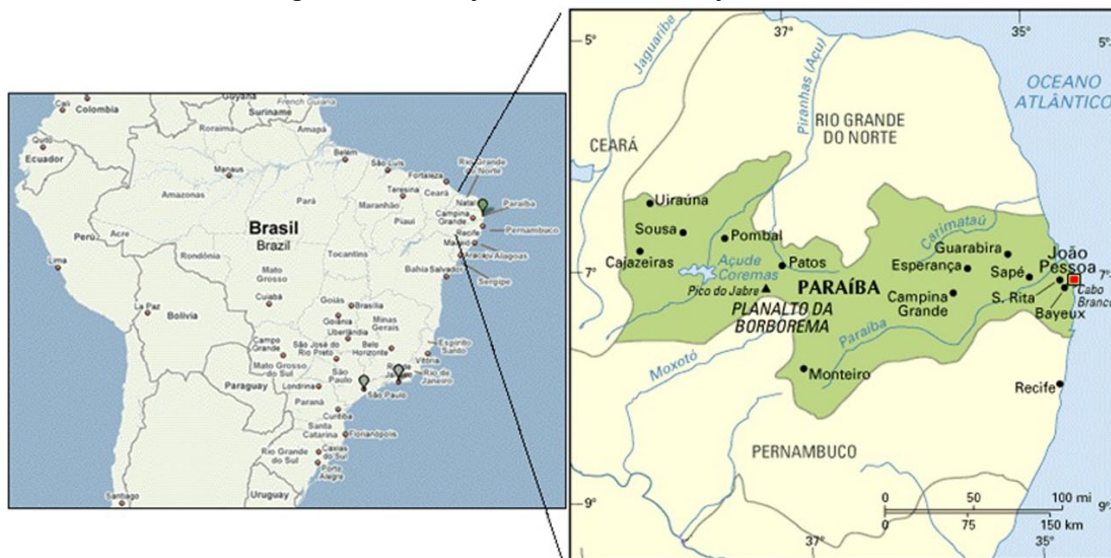 Cali
Colombia
Guyana
Suriname
French Guiana
Quito
Ecuador
Roraima
Amapá
Belém
São Luís
Rio Grande
do Norte
Fortaleza
Manaus
Amazonas
Pará
Maranhão
Teresina
Ceará
Natal
Paraíba
Piauí
Campina
Grande
Recife
Pernambuco
Brasil
Brazil
Peru
Acre
Rondônia
Tocantins
Maceió
Aracaju
Alagoas
Bahia
Salvador
Sergipe
Lima
Mato
Grosso
Cuiabá
Goiás
Brasília
Goiânia
Minas
Gerais
La Paz
Bolivia
Uberlândia
Espírito
Santo
Campo
Grande
São José do
Rio Preto
Belo
Horizonte
Vitória
Mato Grosso
do Sul
São
Paulo
Rio de
Janeiro
Paraguay
Londrina
São Paulo
Paraná
Curitiba
Santa
Catarina
Florianópolis
Rio Grande
do Sul
Caxias
do Sul
Porto
Alegre
Uruguay
Santiago
37°
35°
5°
5°
Jaguaribe
Piranhas (Açu)
OCEANO
ATLÂNTICO
RIO GRANDE
DO NORTE
CEARÁ
Uiraúna
Sousa
Pombal
Carimataú
Guarabira
João
Pessoa
Cajazeiras
Açude
Coremas
Patos
Esperança
Sapé
7°
7°
Pico do Jabre
PARAÍBA
Campina
Grande
S. Rita
Cabo
Branco
PLANALTO DA
BORBOREMA
Paraíba
Bayeux
Moxotó
Monteiro
Recife
PERNAMBUCO
0 50 100 mi
0 75 150 km
9°
9°
37°
35°